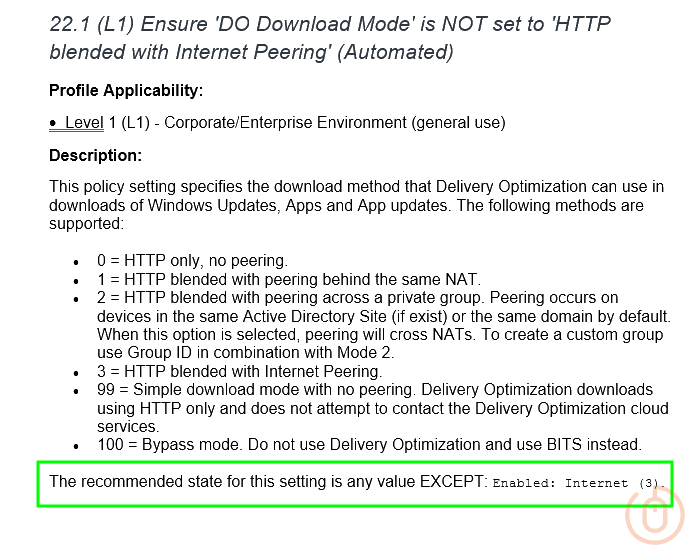 22.1 (L1) Ensure 'DO Download Mode' is NOT set to 'HTTP
blended with Internet Peering' (Automated)
Profile Applicability:
• Level 1 (L1) - Corporate/Enterprise Environment (general use)
Description:
This policy setting specifies the download method that Delivery Optimization can use in
downloads of Windows Updates, Apps and App updates. The following methods are
supported:
• 0 = HTTP only, no peering.
• 1 = HTTP blended with peering behind the same NAT.
• 2 = HTTP blended with peering across a private group. Peering occurs on
devices in the same Active Directory Site (if exist) or the same domain by default.
When this option is selected, peering will cross NATs. To create a custom group
use Group ID in combination with Mode 2.
• 3 = HTTP blended with Internet Peering.
• 99 = Simple download mode with no peering. Delivery Optimization downloads
using HTTP only and does not attempt to contact the Delivery Optimization cloud
services.
• 100 = Bypass mode. Do not use Delivery Optimization and use BITS instead.
The recommended state for this setting is any value EXCEPT: Enabled: Internet (3).